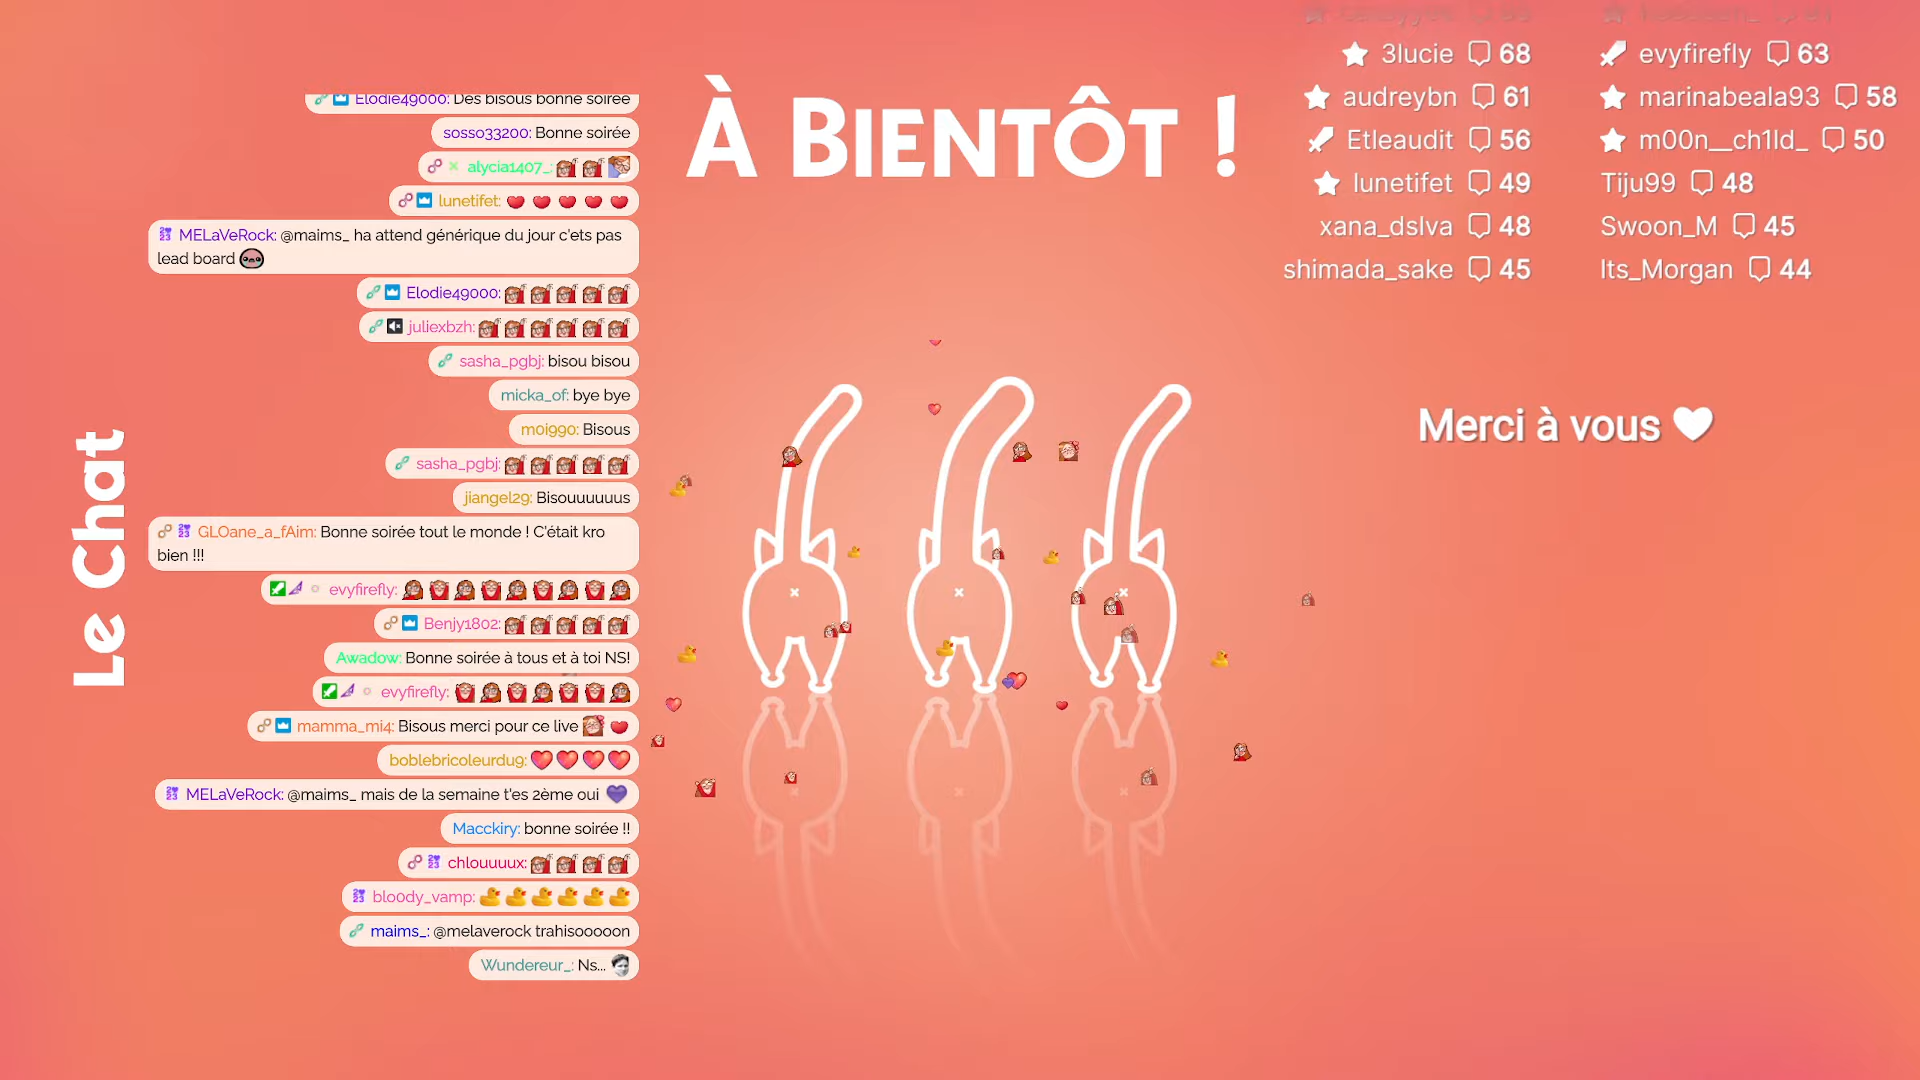 Le Chat
Elodie49000: Des bisous bonne soirée
sosso33200: Bonne soirée
alycia1407_:
lunetifet:
MELaVeRock: @maims_ ha attend générique du jour c'ets pas
lead board
Elodie49000:
juliexbzh:
sasha_pgbj: bisou bisou
micka_of: bye bye
moi990: Bisous
sasha_pgbj:
jiangel29: Bisouuuuuus
GLOane_a_fAim: Bonne soirée tout le monde ! C'était kro
bien !!!
evyfirefly:
Benjy1802:
Awadow: Bonne soirée à tous et à toi NS!
evyfirefly:
mamma_mi4: Bisous merci pour ce live
boblebricoleurdu9:
MELaVeRock: @maims_ mais de la semaine t'es 2ème oui
Macckiry: bonne soirée !!
chlouuuux:
bloody_vamp:
maims_: @melaverock trahisooooon
Wundereur_: Ns...
À BIENTÔT !
3lucie 68 evyfirefly 63
audreybn 61 marinabeala93 58
Etleaudit 56 m00n__ch1ld_ 50
lunetifet 49 Tiju99 48
xana_dslva 48 Swoon_M 45
shimada_sake 45 Its_Morgan 44
Merci à vous